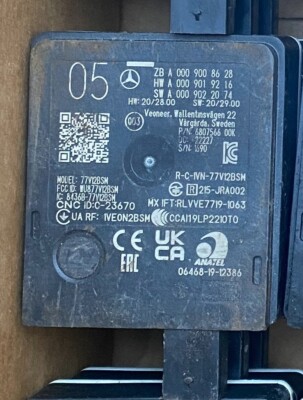 05
ZB A 000 900 86 28
HW A 000 901 92 16
SW A 000 902 20 74
HW: 20/28.00 SW: 20/29.00
Veoneer, Wallentinsvägen 22
Vårgårda, Sweden
P/N: 6807566 00K
003
MODEL: 77V12BSM
FCC ID: WU877V12BSM
IC: 8436B-77V12BSM
CNC ID: C-23670
UA RF: 1VEON2BSM
R-C-IVN-77V12BSM
R 215-JRA002
MX IFT: RLVVE7719-1063
CCAI19LP2210T0
CE
UK
CA
EAC
ANATEL
06468-19-12386